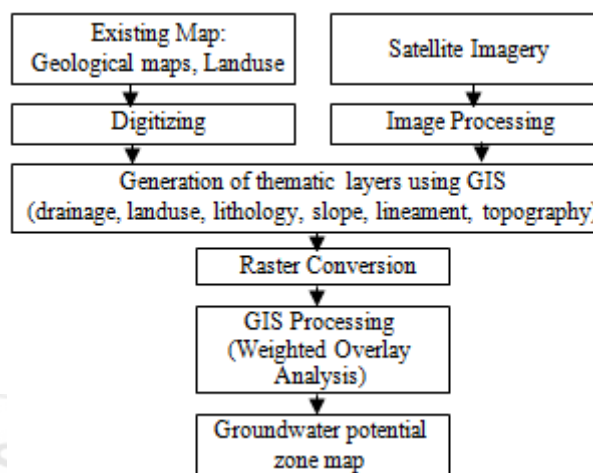 Existing Map:
Geological maps, Landuse
Satellite Imagery
Digitizing
Image Processing
Generation of thematic layers using GIS
(drainage, landuse, lithology, slope, lineament, topography)
Raster Conversion
GIS Processing
(Weighted Overlay
Analysis)
Groundwater potential
zone map